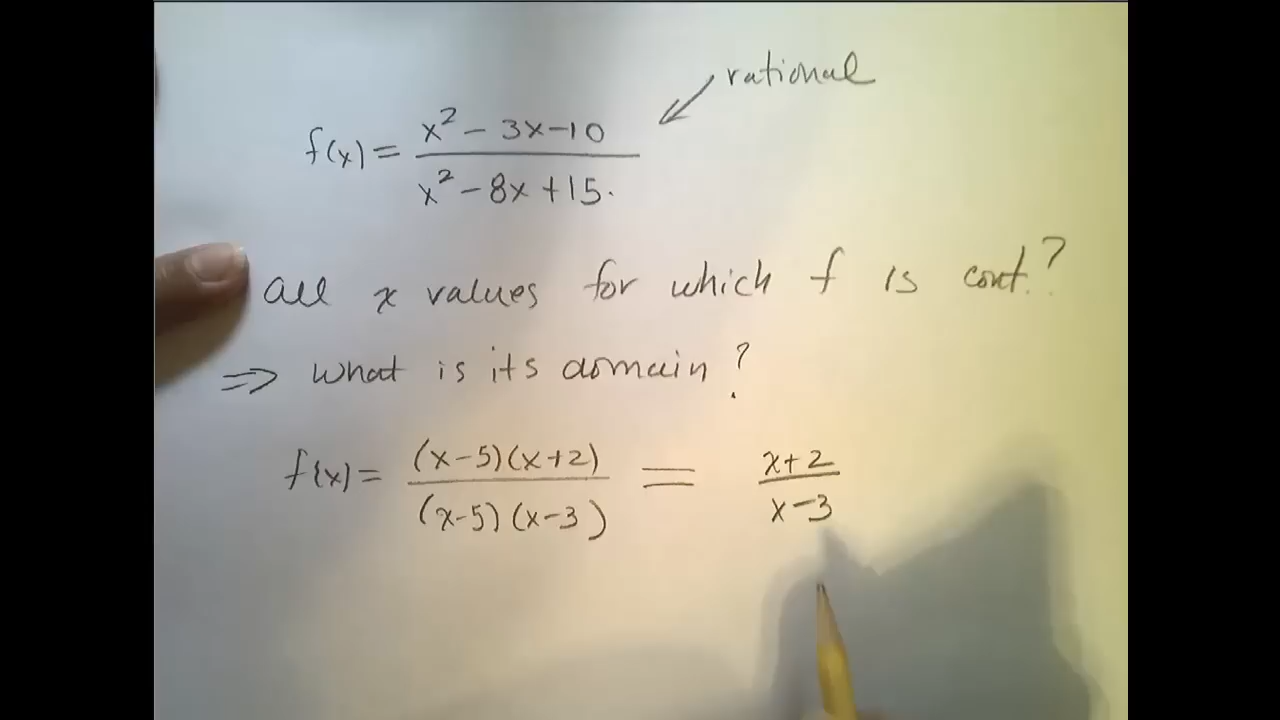 rational
f(x) = x² - 3x - 10 / x² - 8x + 15.
all x values for which f is cont.?
⇒ what is its domain?
f(x) = (x-5)(x+2) / (x-5)(x-3) = x+2 / x-3